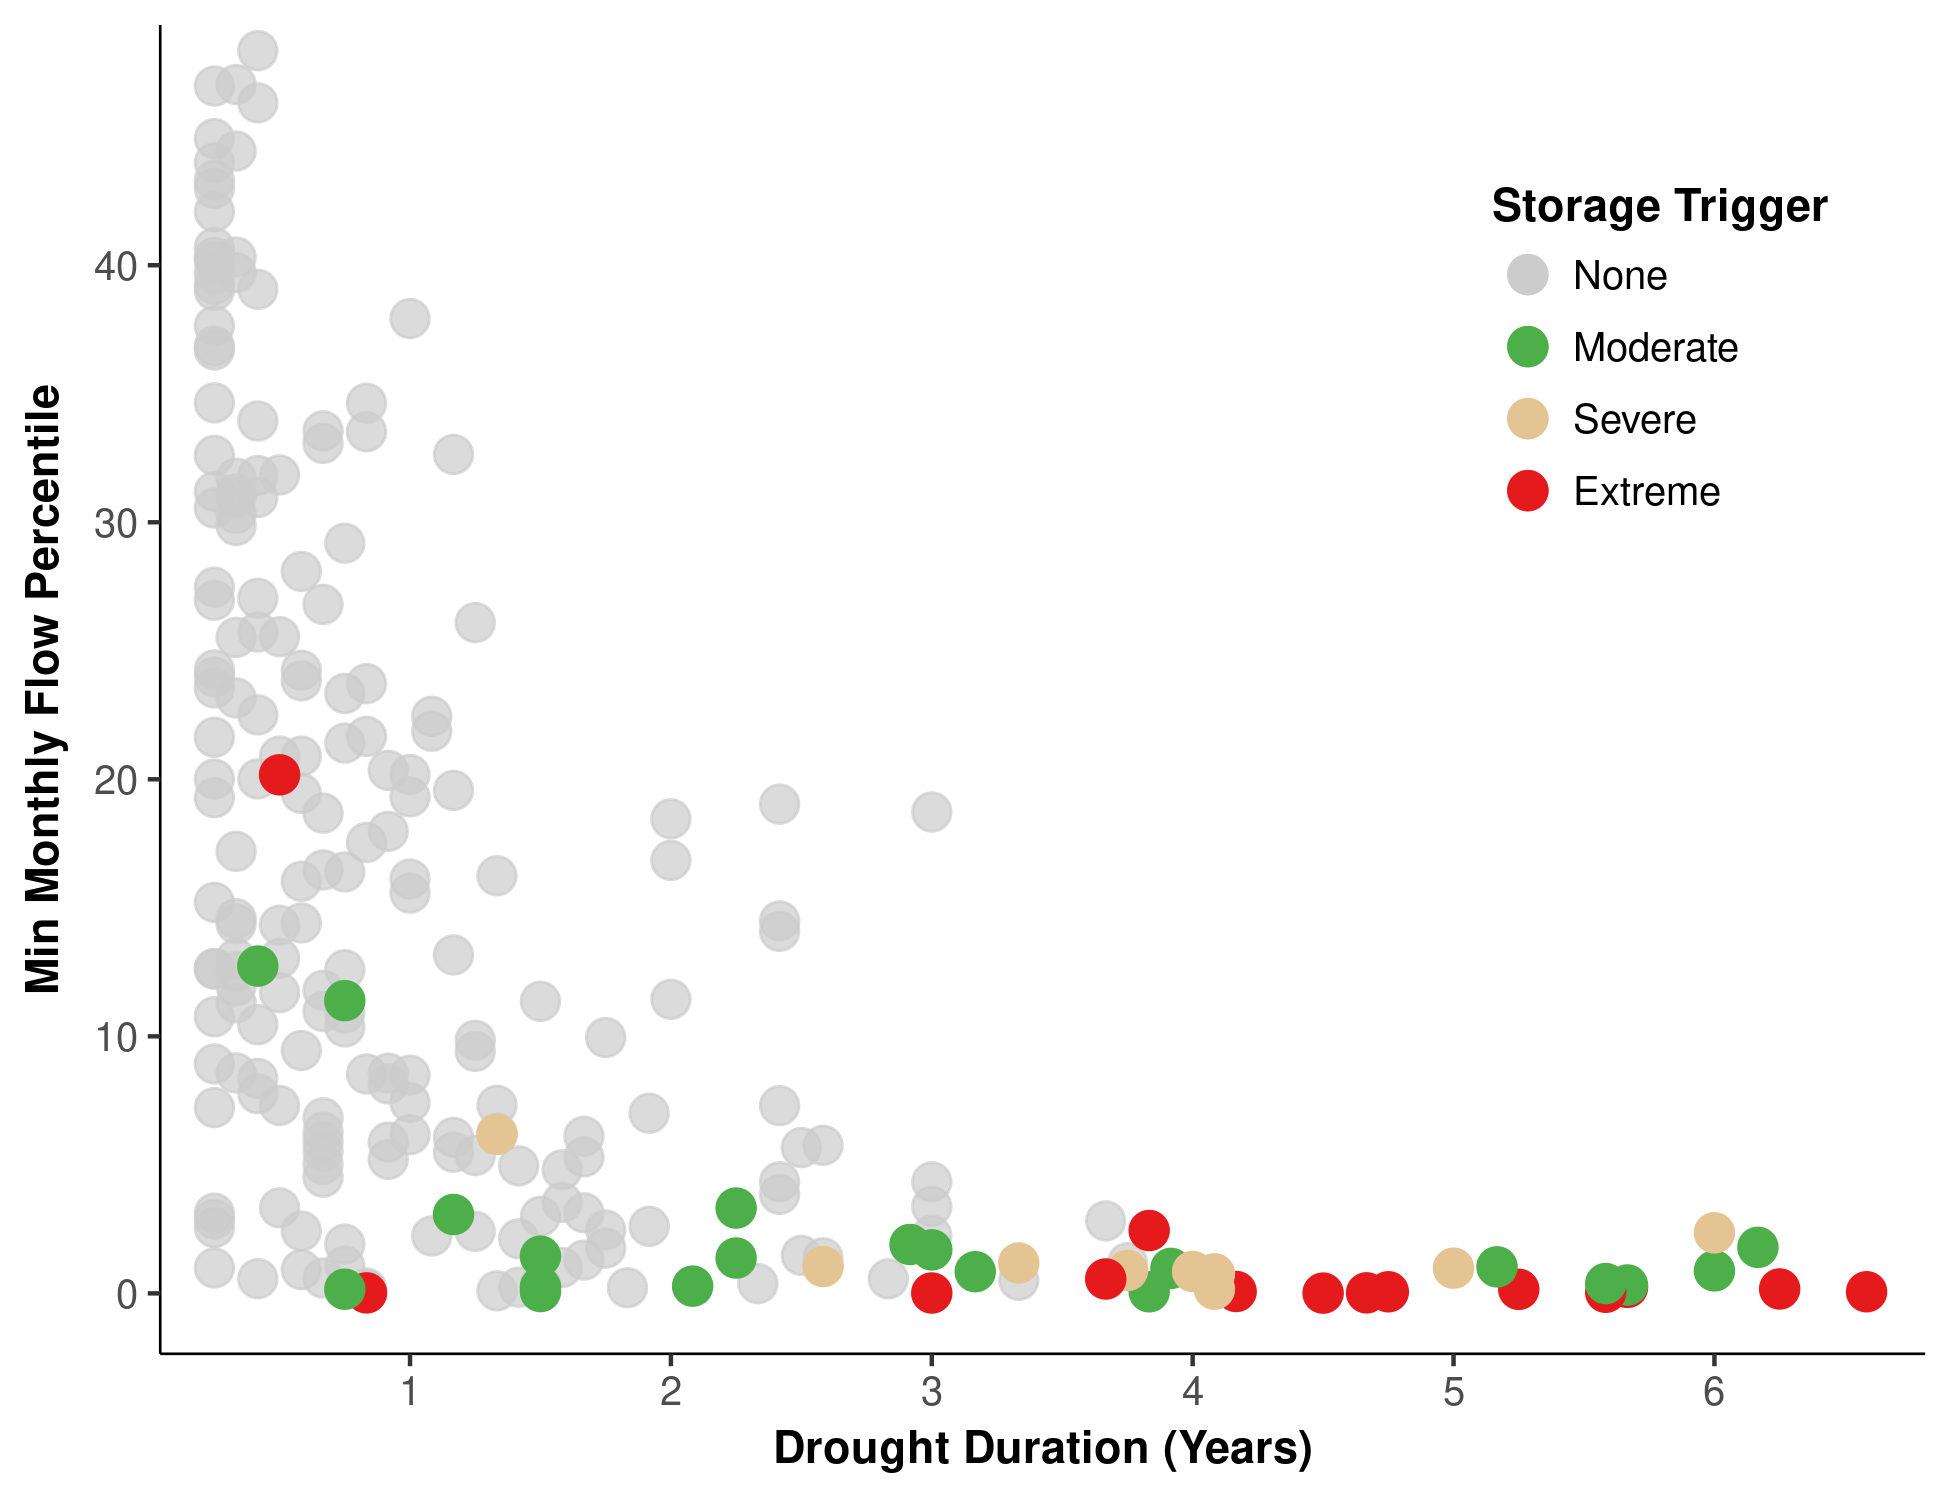 Min Monthly Flow Percentile
40
30
20
10
0
Storage Trigger
None
Moderate
Severe
Extreme
1 2 3 4 5 6
Drought Duration (Years)